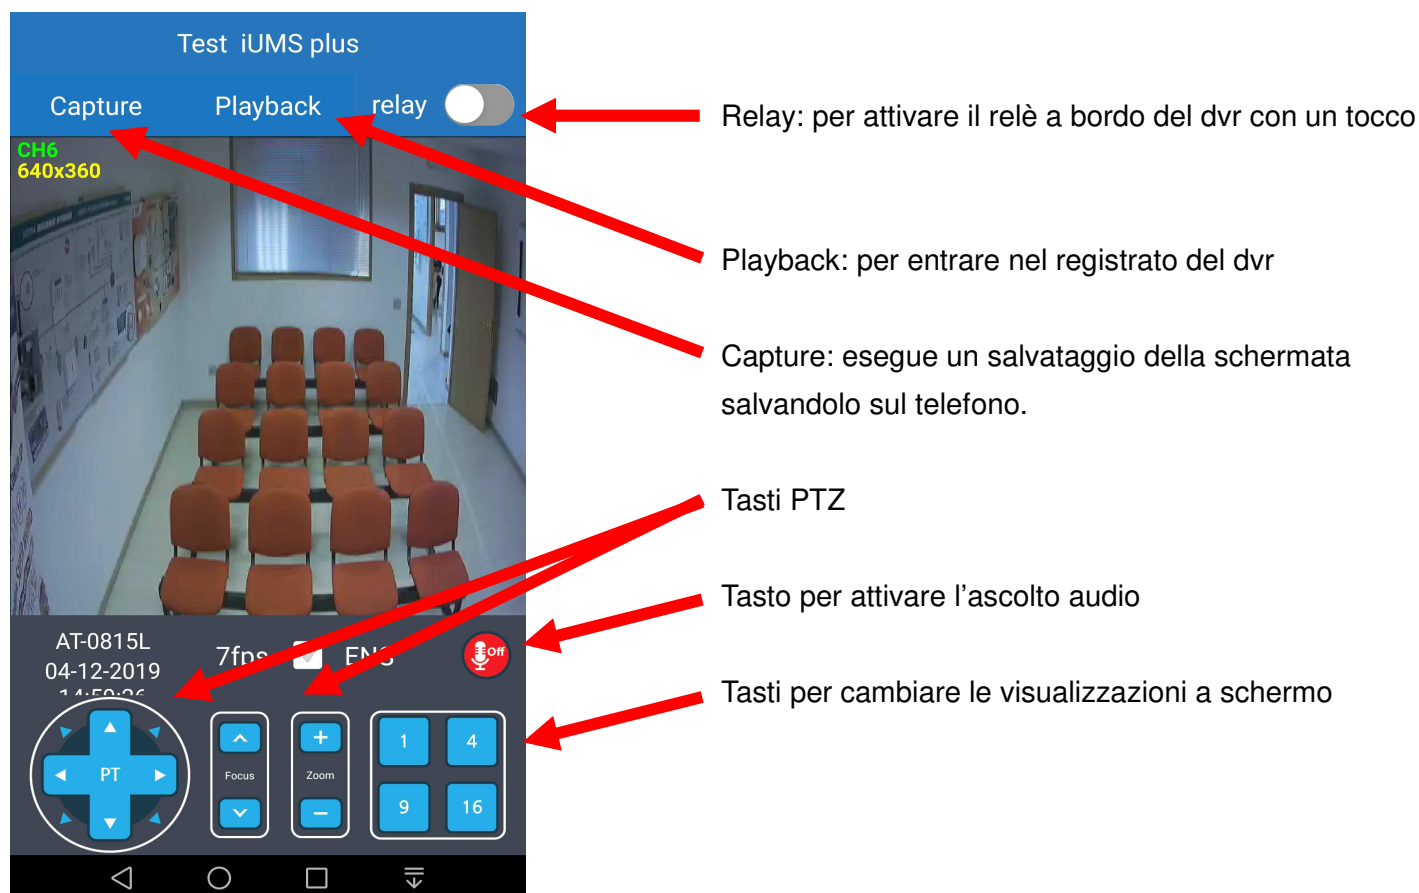 Test iUMS plus
Capture Playback relay
CH6
640x360
Relay: per attivare il relè a bordo del dvr con un tocco
Playback: per entrare nel registrato del dvr
Capture: esegue un salvataggio della schermata
salvandolo sul telefono.
Tasti PTZ
Tasto per attivare l’ascolto audio
Tasti per cambiare le visualizzazioni a schermo
AT-0815L
04-12-2019
7fps ENG
Off
PT
Focus
Zoom
1 4
9 16